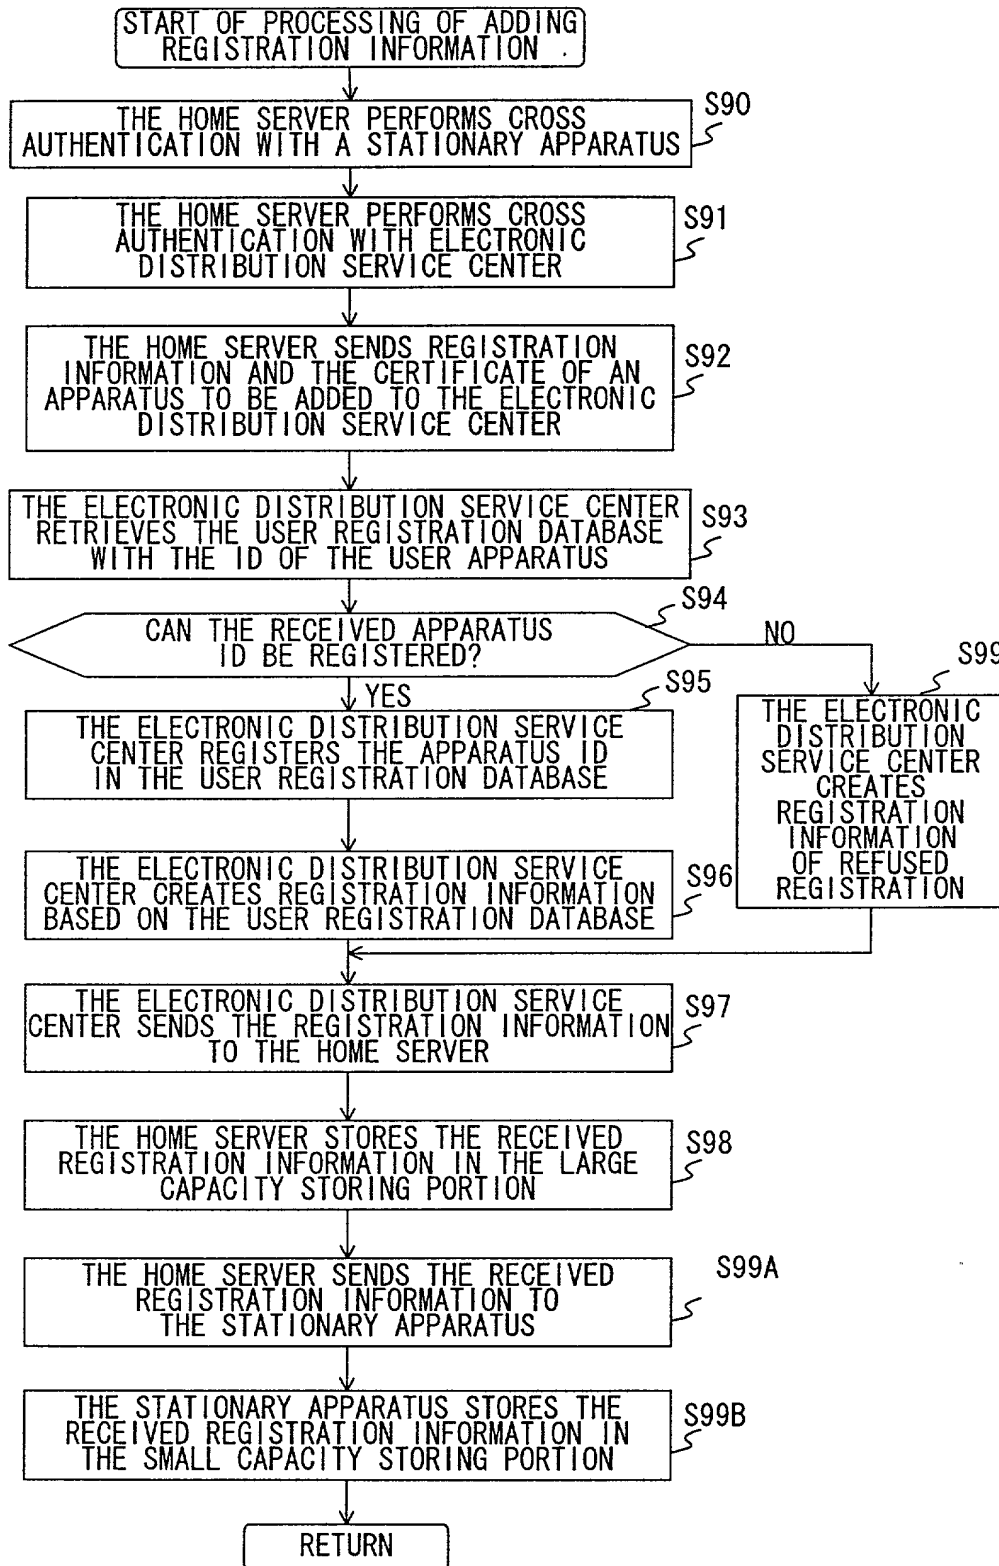 START OF PROCESSING OF ADDING
REGISTRATION INFORMATION
THE HOME SERVER PERFORMS CROSS
AUTHENTICATION WITH A STATIONARY APPARATUS
S90
THE HOME SERVER PERFORMS CROSS
AUTHENTICATION WITH ELECTRONIC
DISTRIBUTION SERVICE CENTER
S91
THE HOME SERVER SENDS REGISTRATION
INFORMATION AND THE CERTIFICATE OF AN
APPARATUS TO BE ADDED TO THE ELECTRONIC
DISTRIBUTION SERVICE CENTER
S92
THE ELECTRONIC DISTRIBUTION SERVICE CENTER
RETRIEVES THE USER REGISTRATION DATABASE
WITH THE ID OF THE USER APPARATUS
S93
CAN THE RECEIVED APPARATUS
ID BE REGISTERED?
S94
NO
YES
THE ELECTRONIC DISTRIBUTION SERVICE
CENTER REGISTERS THE APPARATUS ID
IN THE USER REGISTRATION DATABASE
S95
THE ELECTRONIC
DISTRIBUTION
SERVICE CENTER
CREATES
REGISTRATION
INFORMATION
OF REFUSED
REGISTRATION
S99
THE ELECTRONIC DISTRIBUTION SERVICE
CENTER CREATES REGISTRATION INFORMATION
BASED ON THE USER REGISTRATION DATABASE
S96
THE ELECTRONIC DISTRIBUTION SERVICE
CENTER SENDS THE REGISTRATION INFORMATION
TO THE HOME SERVER
S97
THE HOME SERVER STORES THE RECEIVED
REGISTRATION INFORMATION IN THE LARGE
CAPACITY STORING PORTION
S98
THE HOME SERVER SENDS THE RECEIVED
REGISTRATION INFORMATION TO
THE STATIONARY APPARATUS
S99A
THE STATIONARY APPARATUS STORES THE
RECEIVED REGISTRATION INFORMATION IN
THE SMALL CAPACITY STORING PORTION
S99B
RETURN